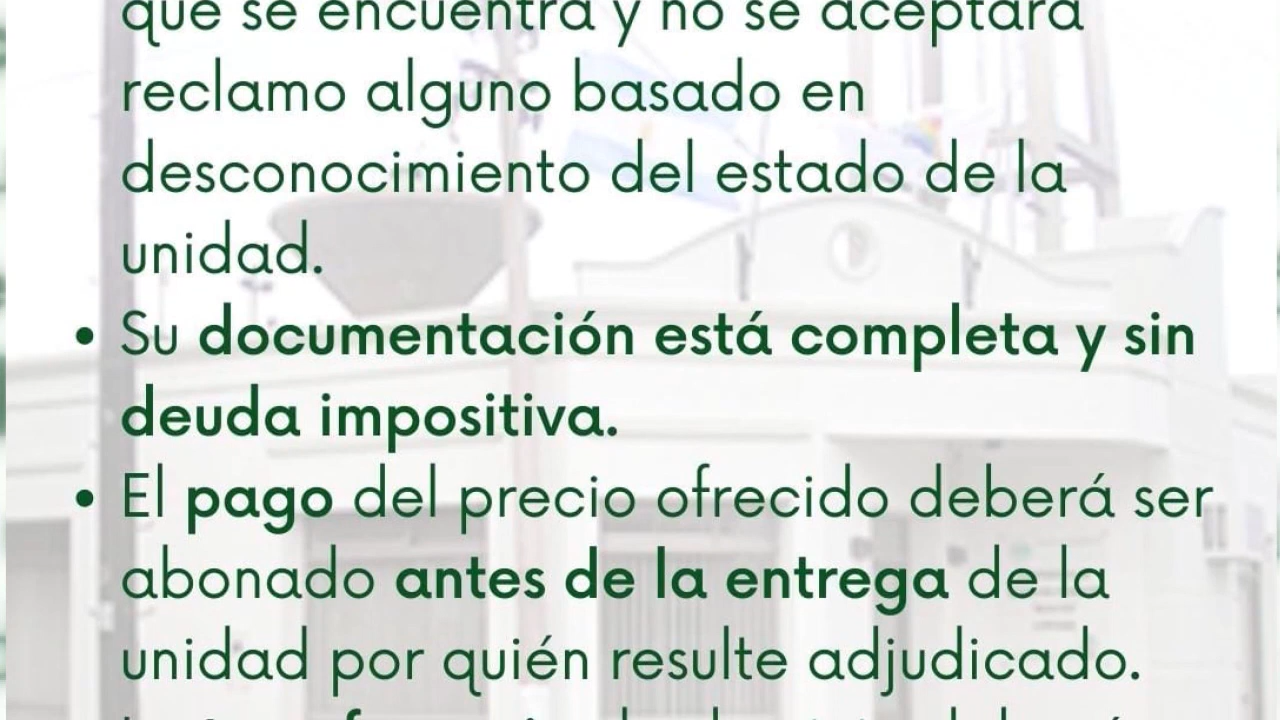 que se encuentra y no se aceptará
reclamo alguno basado en
desconocimiento del estado de la
unidad.
• Su documentación está completa y sin
deuda impositiva.
• El pago del precio ofrecido deberá ser
abonado antes de la entrega de la
unidad por quién resulte adjudicado.